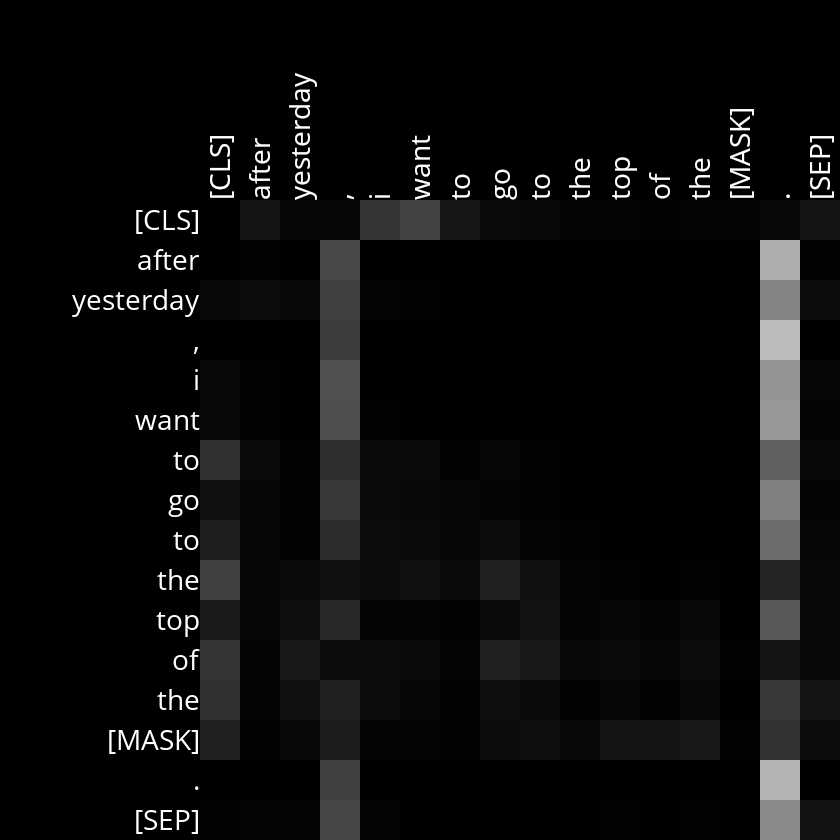 [CLS]
after
yesterday
,
i
want
to
go
to
the
top
of
the
[MASK]
.
[SEP]
[CLS]
after
yesterday
,
i
want
to
go
to
the
top
of
the
[MASK]
.
[SEP]